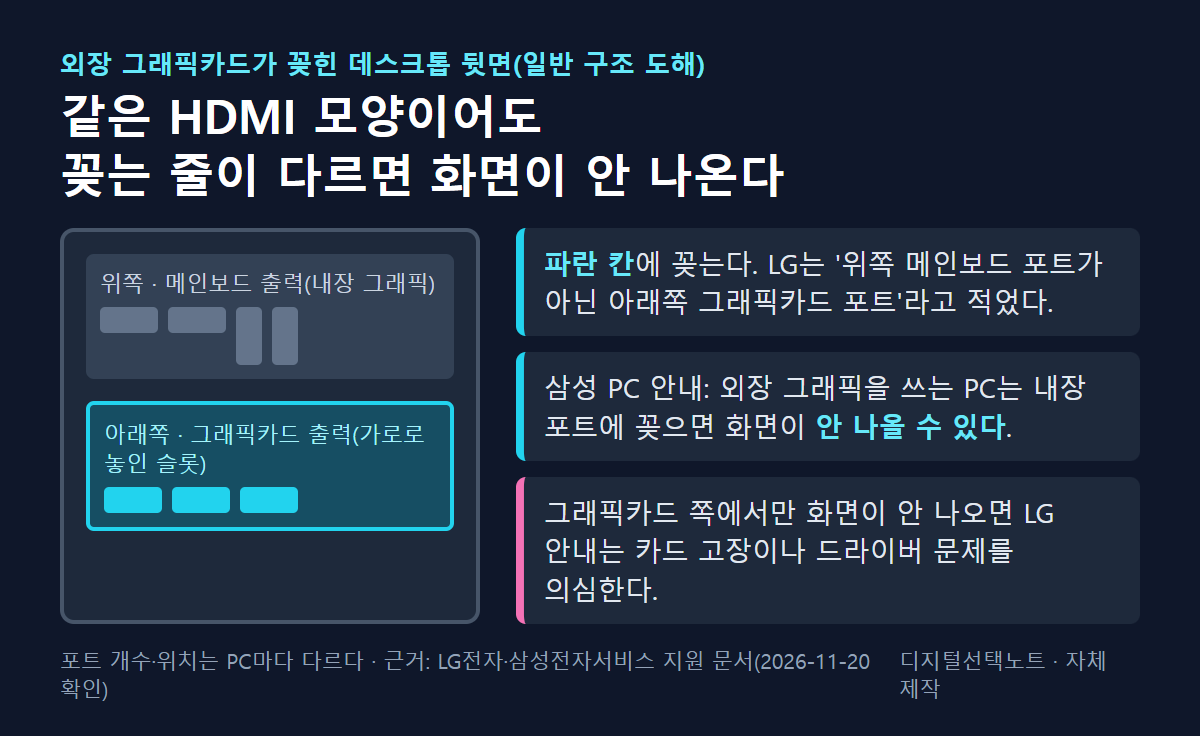 외장 그래픽카드가 꽂힌 데스크톱 뒷면(일반 구조 도해)
같은 HDMI 모양이어도
꽂는 줄이 다르면 화면이 안 나온다
위쪽 · 메인보드 출력(내장 그래픽)
아래쪽 · 그래픽카드 출력(가로로
놓인 슬롯)
파란 칸에 꽂는다. LG는 '위쪽 메인보드 포트가
아닌 아래쪽 그래픽카드 포트'라고 적었다.
삼성 PC 안내: 외장 그래픽을 쓰는 PC는 내장
포트에 꽂으면 화면이 안 나올 수 있다.
그래픽카드 쪽에서만 화면이 안 나오면 LG
안내는 카드 고장이나 드라이버 문제를
의심한다.
포트 개수·위치는 PC마다 다르다 · 근거: LG전자·삼성전자서비스 지원 문서(2026-11-20
확인)
디지털선택노트 · 자체
제작